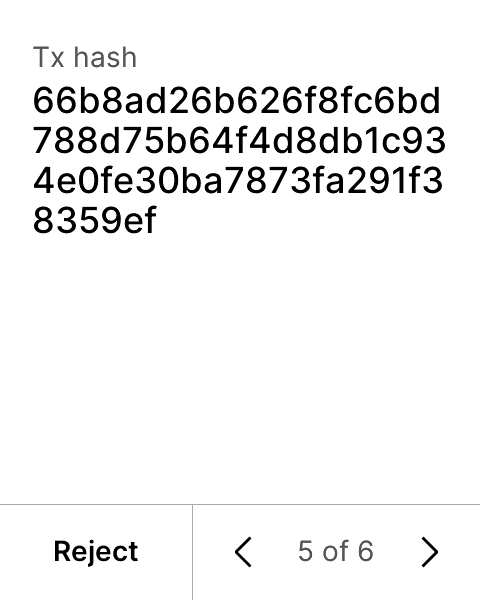 Tx hash
66b8ad26b626f8fc6bd
788d75b64f4d8db1c93
4e0fe30ba7873fa291f3
8359ef
Reject
5 of 6